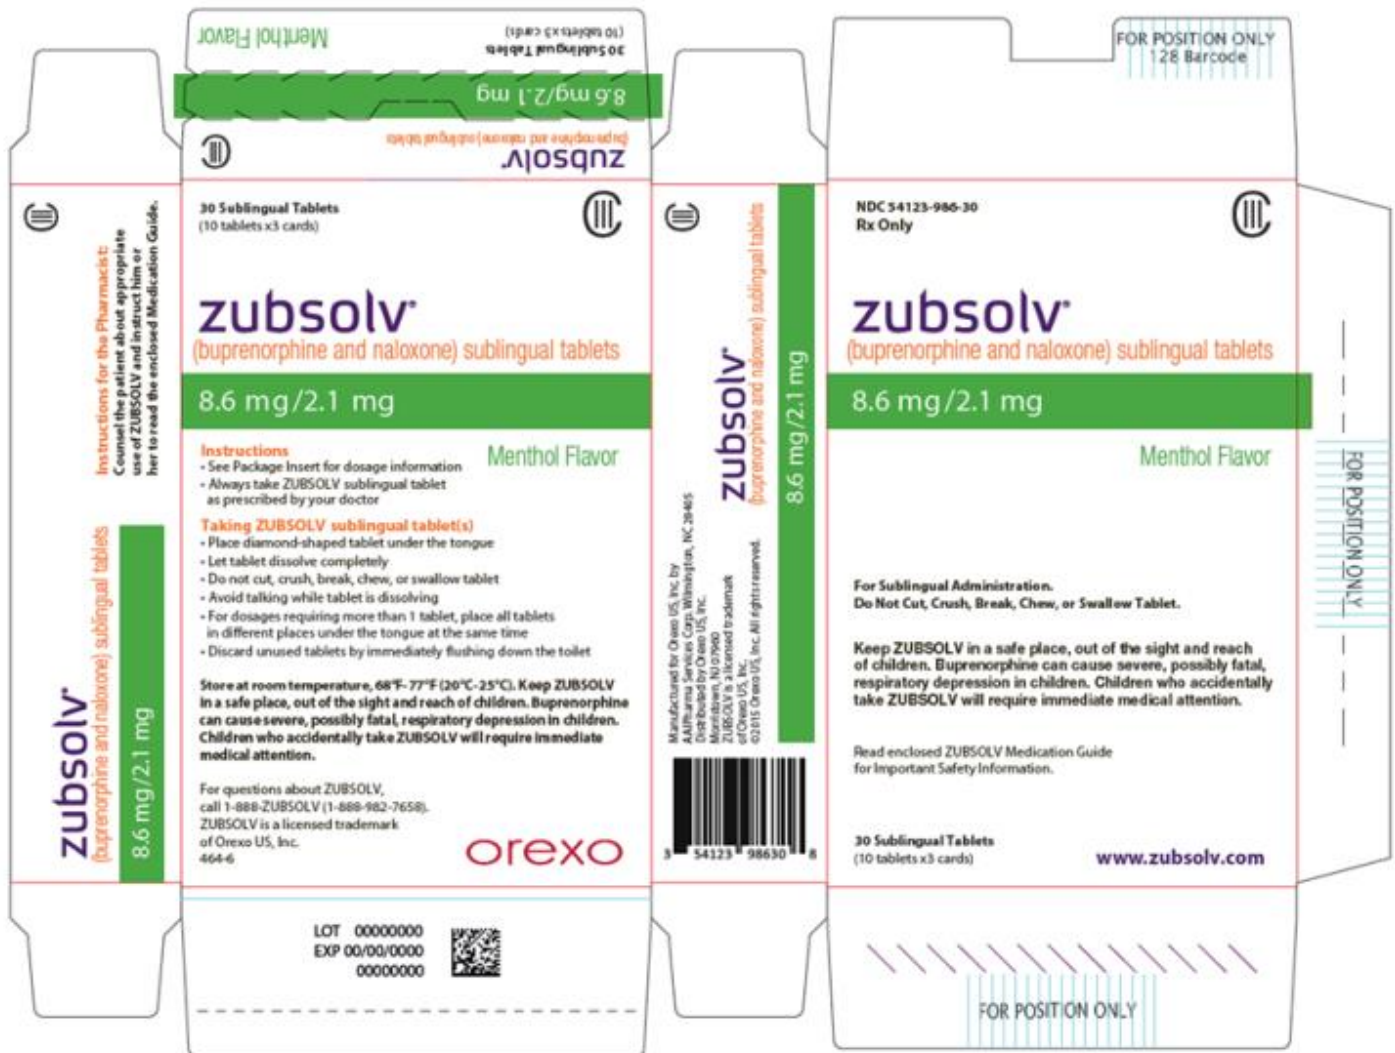 Menthol Flavor
30 Sublingual Tablets
(10 tablets x3 cards)
8.6 mg/2.1 mg
(buprenorphine and naloxone) sublingual tablets
zubsolv®
CIII
FOR POSITION ONLY
128 Barcode
CIII
Instructions for the Pharmacist:
Counsel the patient about appropriate
use of ZUBSOLV and instruct him or
her to read the enclosed Medication Guide.
zubsolv®
(buprenorphine and naloxone) sublingual tablets
8.6 mg/2.1 mg
30 Sublingual Tablets
(10 tablets x3 cards)
CIII
zubsolv®
(buprenorphine and naloxone) sublingual tablets
8.6 mg/2.1 mg
Menthol Flavor
Instructions
• See Package Insert for dosage information
• Always take ZUBSOLV sublingual tablet
as prescribed by your doctor
Taking ZUBSOLV sublingual tablet(s)
• Place diamond-shaped tablet under the tongue
• Let tablet dissolve completely
• Do not cut, crush, break, chew, or swallow tablet
• Avoid talking while tablet is dissolving
• For dosages requiring more than 1 tablet, place all tablets
in different places under the tongue at the same time
• Discard unused tablets by immediately flushing down the toilet
Store at room temperature, 68°F-77°F (20°C-25°C). Keep ZUBSOLV
in a safe place, out of the sight and reach of children. Buprenorphine
can cause severe, possibly fatal, respiratory depression in children.
Children who accidentally take ZUBSOLV will require immediate
medical attention.
For questions about ZUBSOLV,
call 1-888-ZUBSOLV (1-888-982-7658).
ZUBSOLV is a licensed trademark
of Orexo US, Inc.
464-6
orexo
LOT 00000000
EXP 00/00/0000
00000000
CIII
zubsolv®
(buprenorphine and naloxone) sublingual tablets
8.6 mg/2.1 mg
Manufactured for Orexo US, Inc. by
AAIPharma Services Corp. Wilmington, NC 28405
Distributed by Orexo US, Inc.
Morristown, NJ 07960
ZUBSOLV is a licensed trademark
of Orexo US, Inc.
©2015 Orexo US, Inc. All rights reserved.
3 54123 98630 8
NDC 54123-986-30
Rx Only
CIII
zubsolv®
(buprenorphine and naloxone) sublingual tablets
8.6 mg/2.1 mg
Menthol Flavor
For Sublingual Administration.
Do Not Cut, Crush, Break, Chew, or Swallow Tablet.
Keep ZUBSOLV in a safe place, out of the sight and reach
of children. Buprenorphine can cause severe, possibly fatal,
respiratory depression in children. Children who accidentally
take ZUBSOLV will require immediate medical attention.
Read enclosed ZUBSOLV Medication Guide
for Important Safety Information.
30 Sublingual Tablets
(10 tablets x3 cards)
www.zubsolv.com
FOR POSITION ONLY
FOR POSITION ONLY